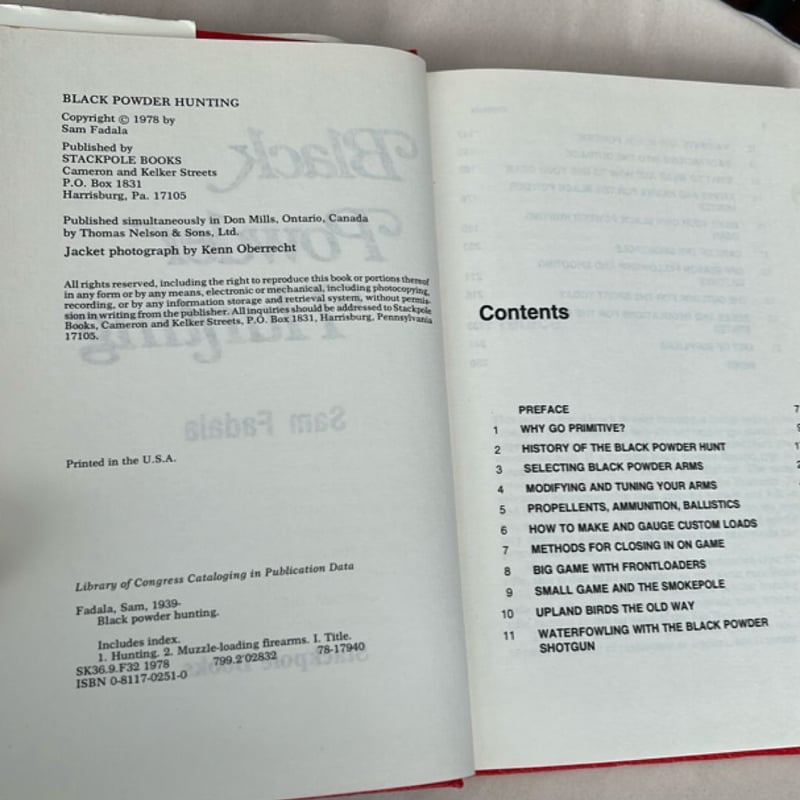 BLACK POWDER HUNTING
Copyright © 1978 by
Sam Fadala
Published by
STACKPOLE BOOKS
Cameron and Kelker Streets
P.O. Box 1831
Harrisburg, Pa. 17105
Published simultaneously in Don Mills, Ontario, Canada
by Thomas Nelson & Sons, Ltd.
Jacket photograph by Kenn Oberrecht
All rights reserved, including the right to reproduce this book or portions thereof
in any form or by any means, electronic or mechanical, including photocopying,
recording, or by any information storage and retrieval system, without permis-
sion in writing from the publisher. All inquiries should be addressed to Stackpole
Books, Cameron and Kelker Streets, P.O. Box 1831, Harrisburg, Pennsylvania
17105.
Printed in the U.S.A.
Library of Congress Cataloging in Publication Data
Fadala, Sam, 1939-
Black powder hunting.
Includes index.
1. Hunting. 2. Muzzle-loading firearms. I. Title.
SK36.9.F32 1978 799.2'02832 78-17940
ISBN 0-8117-0251-0
Contents
PREFACE 7
1 WHY GO PRIMITIVE? 9
2 HISTORY OF THE BLACK POWDER HUNT
3 SELECTING BLACK POWDER ARMS
4 MODIFYING AND TUNING YOUR ARMS
5 PROPELLENTS, AMMUNITION, BALLISTICS
6 HOW TO MAKE AND GAUGE CUSTOM LOADS
7 METHODS FOR CLOSING IN ON GAME
8 BIG GAME WITH FRONTLOADERS
9 SMALL GAME AND THE SMOKEPOLE
10 UPLAND BIRDS THE OLD WAY
11 WATERFOWLING WITH THE BLACK POWDER
SHOTGUN